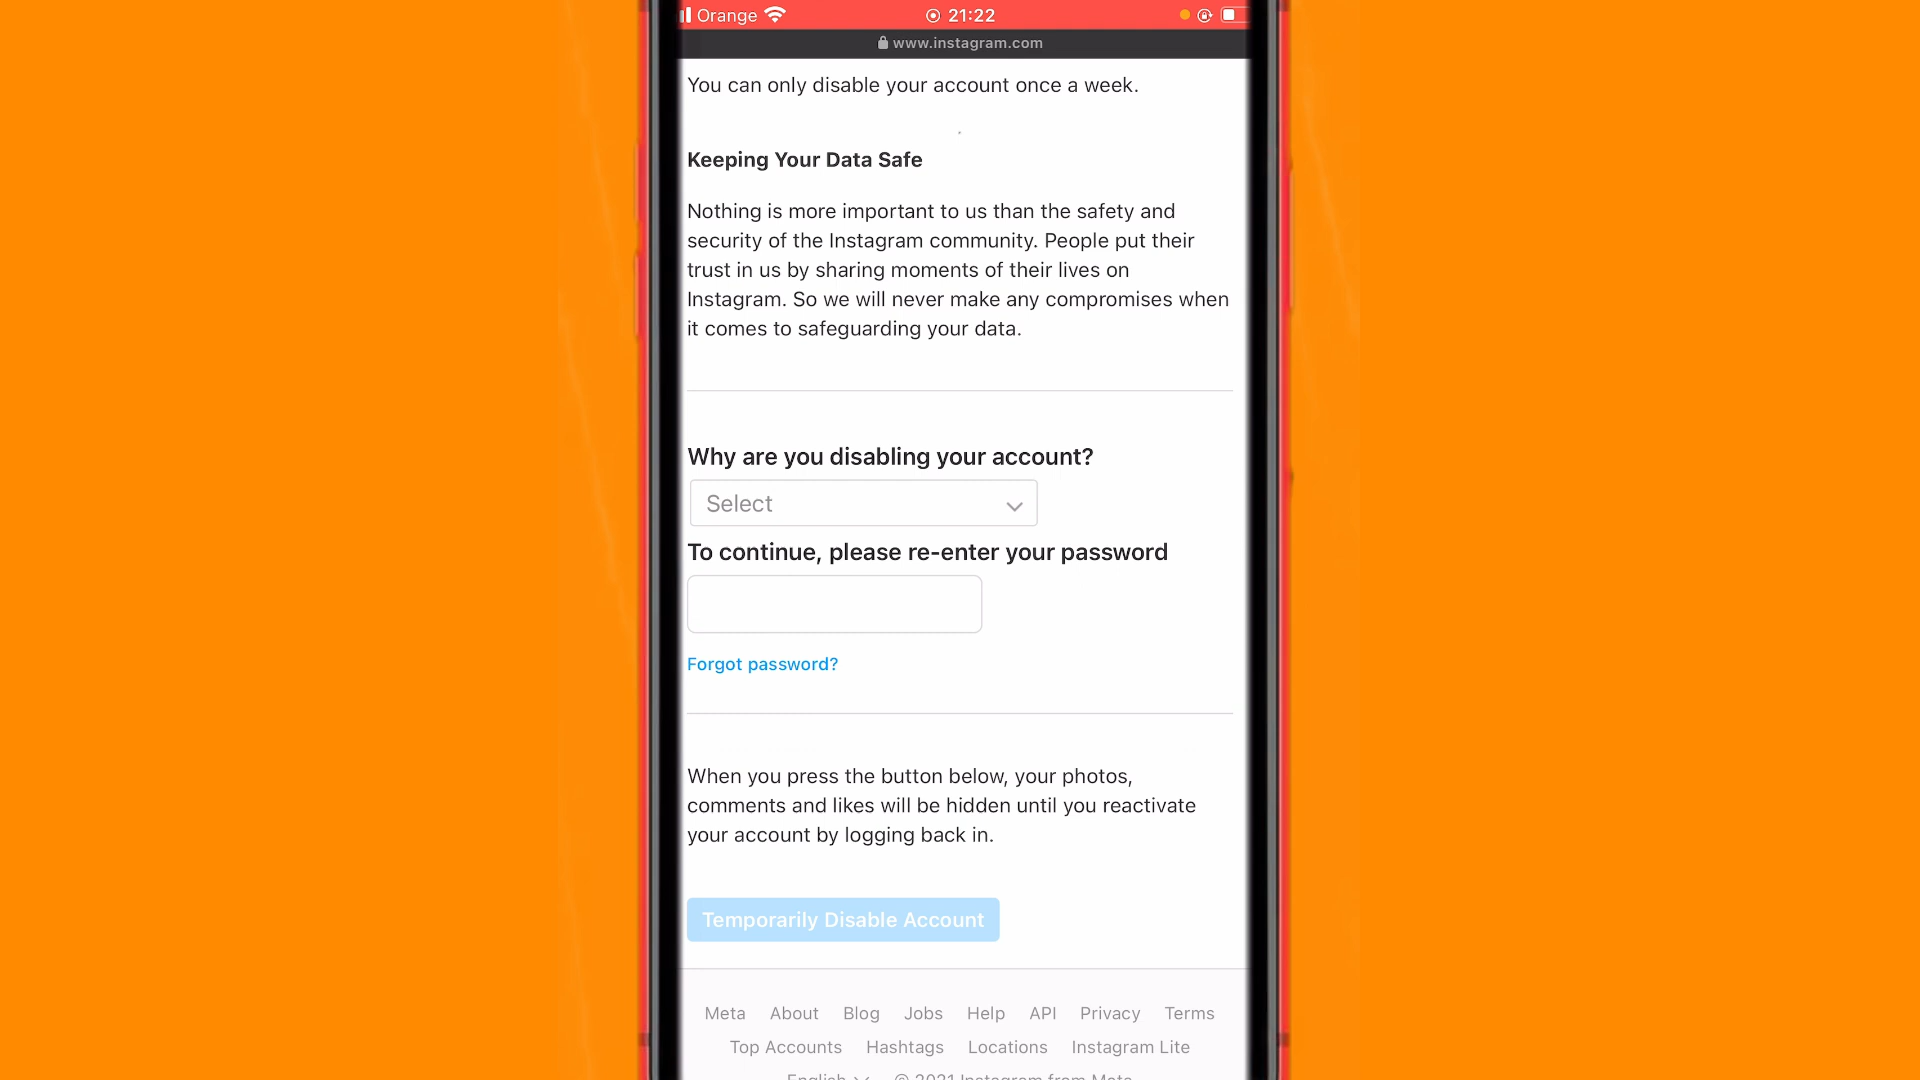 Orange 21:22
www.instagram.com
You can only disable your account once a week.
Keeping Your Data Safe
Nothing is more important to us than the safety and
security of the Instagram community. People put their
trust in us by sharing moments of their lives on
Instagram. So we will never make any compromises when
it comes to safeguarding your data.
Why are you disabling your account?
Select
To continue, please re-enter your password
Forgot password?
When you press the button below, your photos,
comments and likes will be hidden until you reactivate
your account by logging back in.
Temporarily Disable Account
Meta About Blog Jobs Help API Privacy Terms
Top Accounts Hashtags Locations Instagram Lite
English © 2021 Instagram from Meta